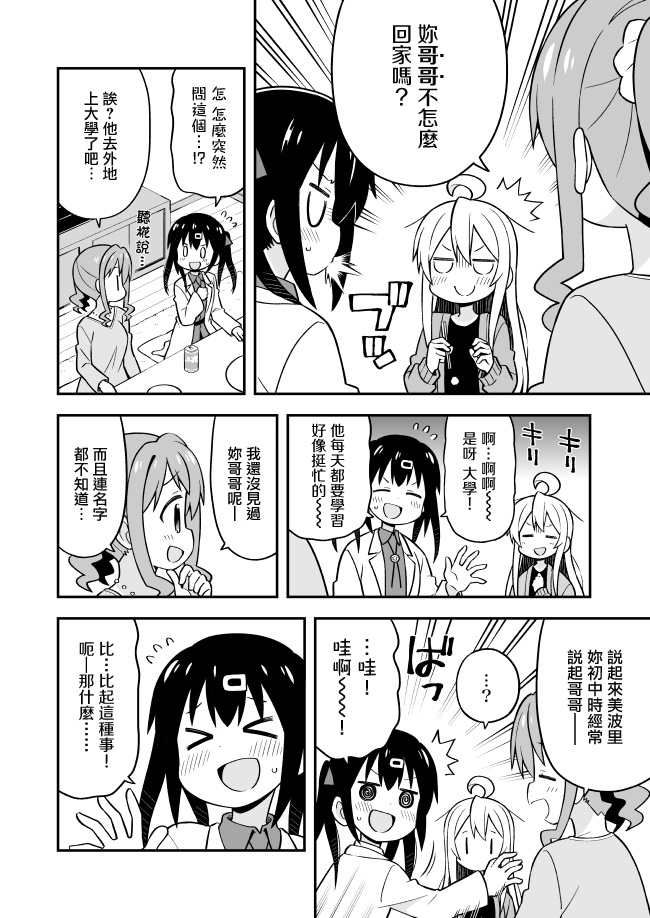 妳哥哥不怎麼
回家嗎？
ブッ
怎 怎麼突然
問這個…!?
誒？他去外地
上大學了吧…
聽椛說…
キリ
キリ
啊…啊啊～～
是呀 大學！
他每天都要學習
好像挺忙的～～
我還沒見過
妳哥哥呢—
而且連名字
都不知道…
說起來美波里
妳初中時經常
說起哥哥—
…？
ばっ
…哇！
哇啊～～～！
比…比起這種事！
呃—那什麼……